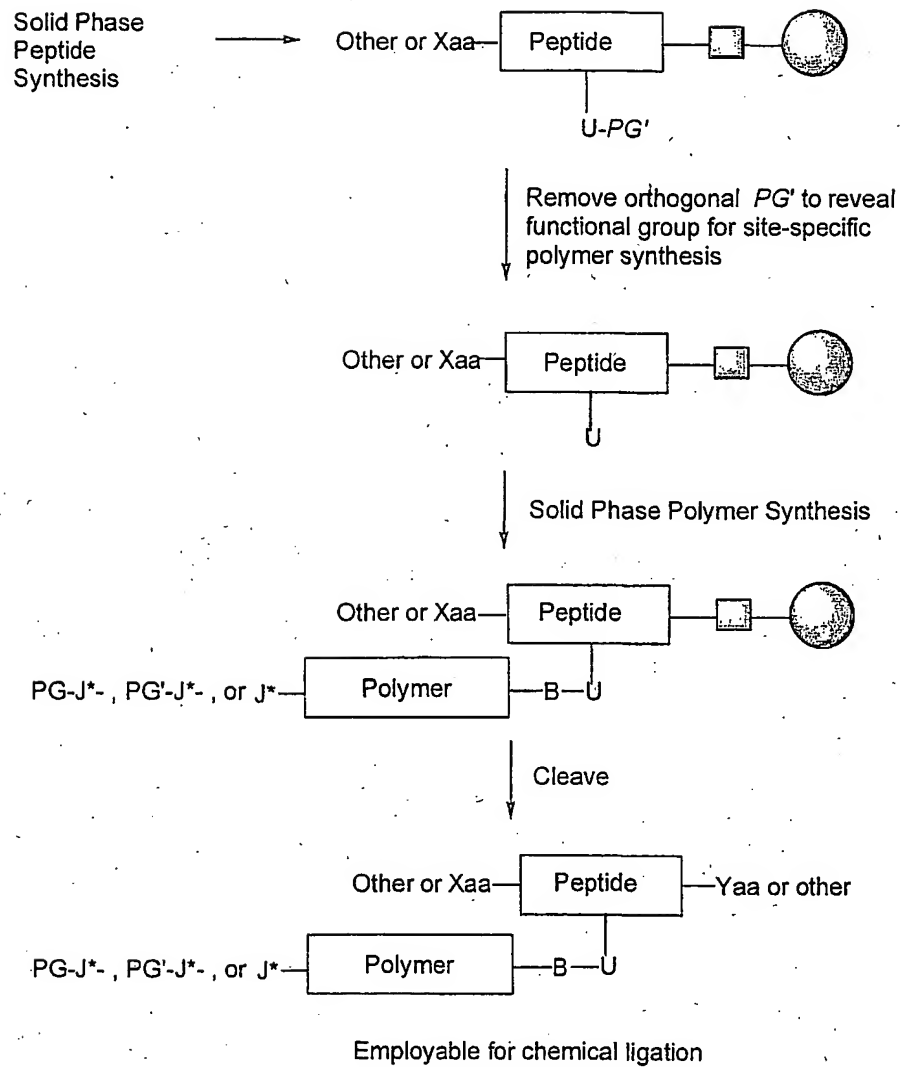 Solid Phase
Peptide
Synthesis
Other or Xaa
Peptide
U-PG'
Remove orthogonal PG' to reveal
functional group for site-specific
polymer synthesis
Other or Xaa
Peptide
U
Solid Phase Polymer Synthesis
Other or Xaa
Peptide
PG-J*- , PG'-J*- , or J*
Polymer
B
U
Cleave
Other or Xaa
Peptide
Yaa or other
PG-J*- , PG'-J*- , or J*
Polymer
B
U
Employable for chemical ligation